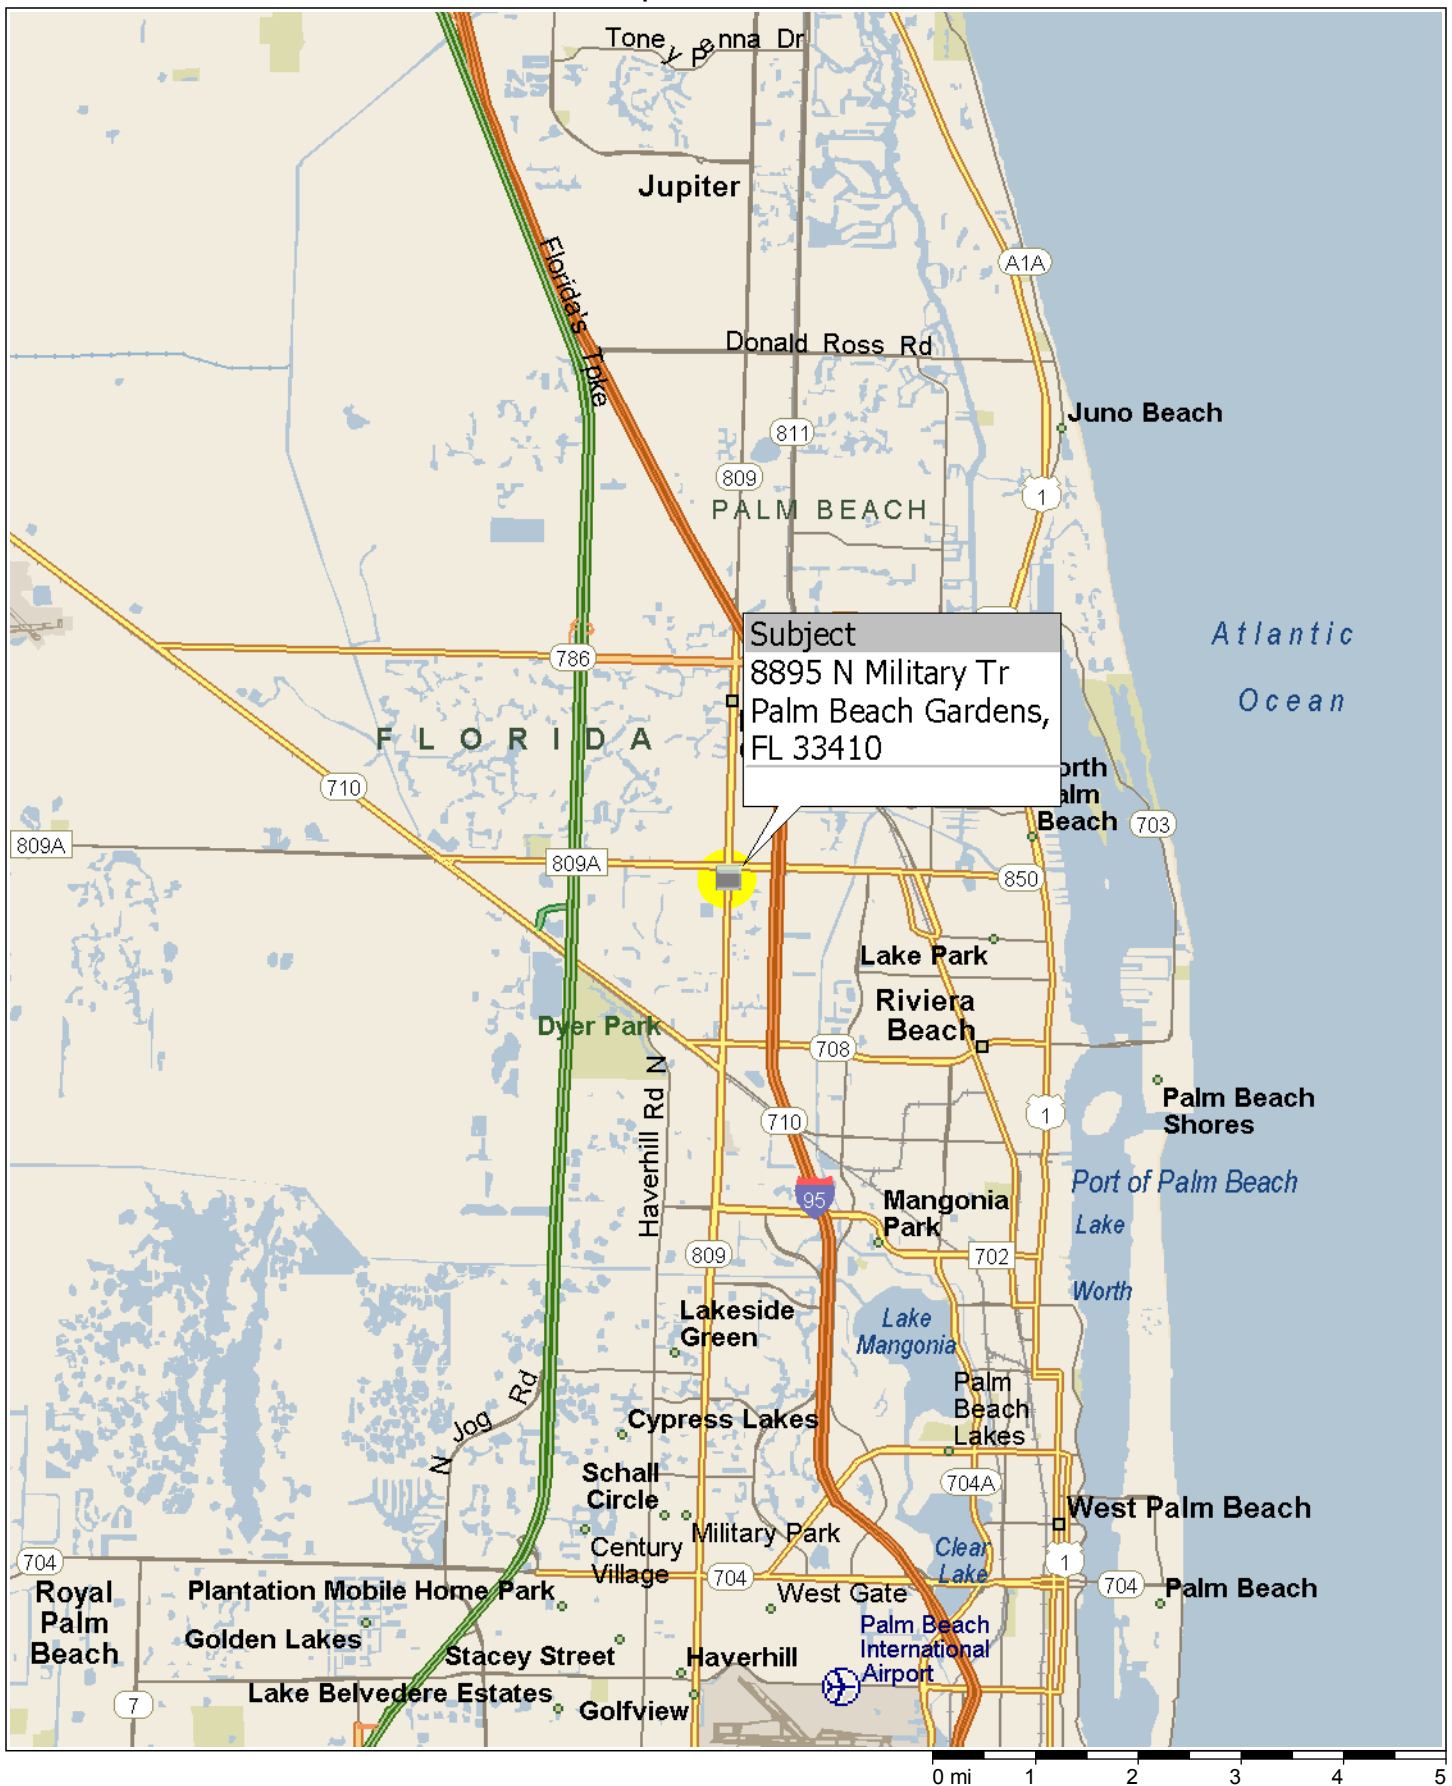 Toney Penna Dr
Jupiter
A1A
Florida's Tpke
Donald Ross Rd
Juno Beach
811
809
1
PALM BEACH
Atlantic
Ocean
786
Subject
8895 N Military Tr
Palm Beach Gardens,
FL 33410
FLORIDA
710
orth
alm
Beach
703
809A
809A
850
Lake Park
Riviera
Beach
Dyer Park
708
Haverhill Rd N
710
1
Palm Beach
Shores
Port of Palm Beach
95
Mangonia
Park
Lake
Worth
809
702
Lakeside
Green
Lake
Mangonia
N Jog Rd
Palm
Beach
Lakes
Cypress Lakes
Schall
Circle
704A
West Palm Beach
Military Park
Century
Village
Clear
Lake
1
704
704
704
Royal
Palm
Beach
Plantation Mobile Home Park
West Gate
Palm Beach
Golden Lakes
Palm Beach
International
Airport
Stacey Street
Haverhill
Lake Belvedere Estates
Golfview
7
0 mi 1 2 3 4 5